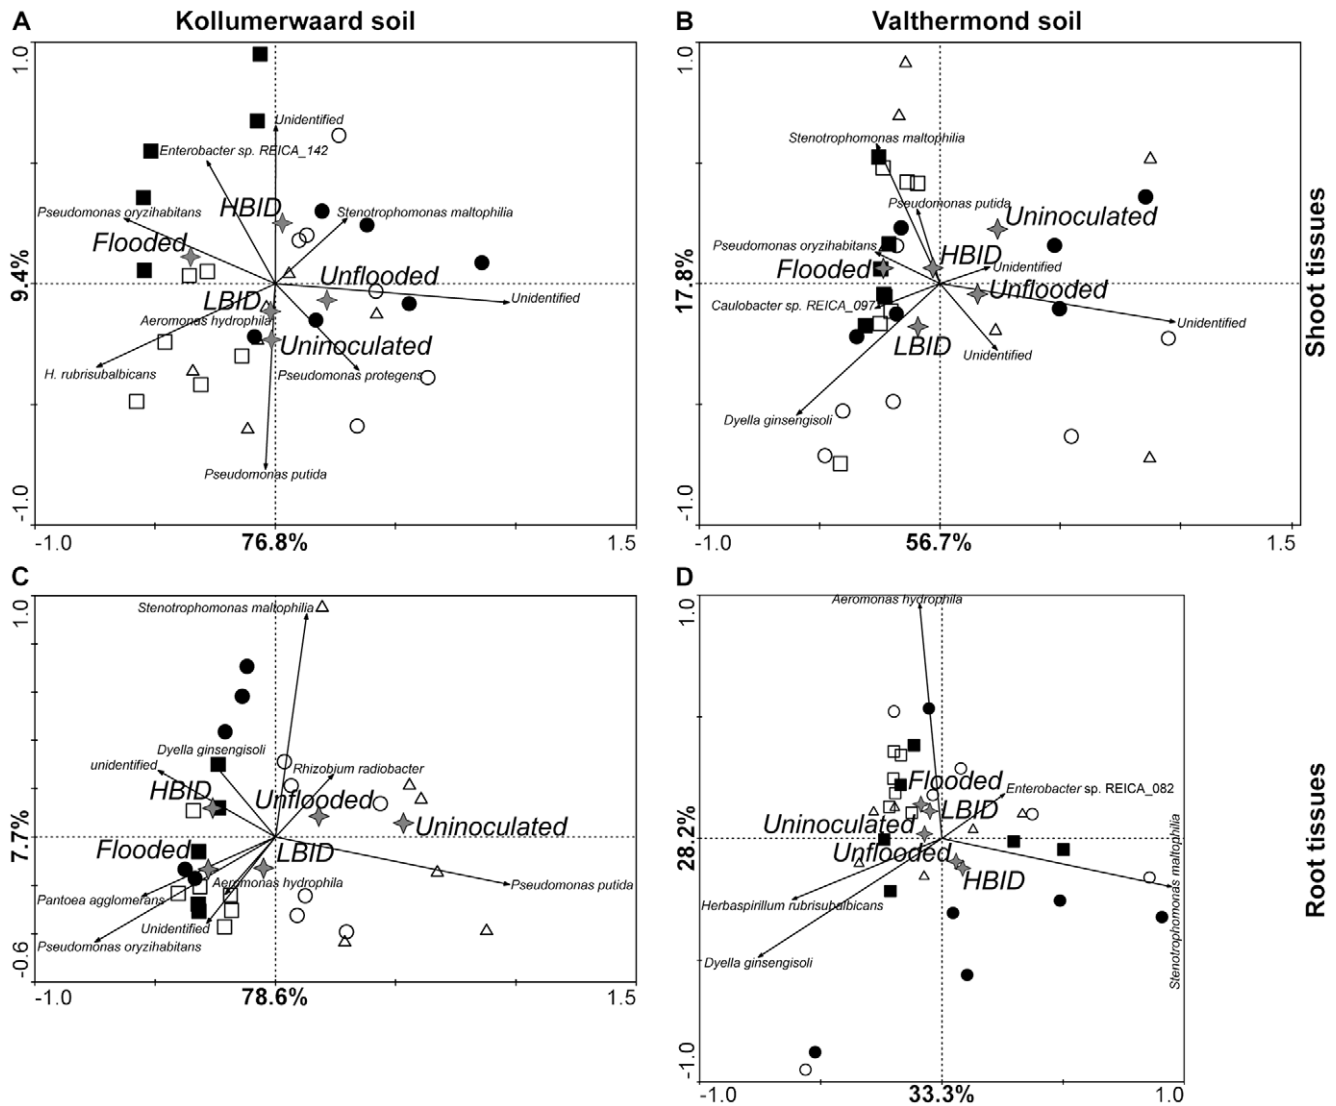 A
Kollumerwaard soil
B
Valthermond soil
1.0
Unidentified
Enterobacter sp. REICA_142
Pseudomonas oryzihabitans
HBID
Stenotrophomonas maltophilia
Flooded
Unflooded
9.4%
LBID
Unidentified
Aeromonas hydrophila
Uninoculated
H. rubrisubalbicans
Pseudomonas protegens
Pseudomonas putida
-1.0
-1.0
76.8%
1.5
1.0
Stenotrophomonas maltophilia
Pseudomonas putida
Uninoculated
Pseudomonas oryzihabitans
HBID
Flooded
Unidentified
17.8%
Unflooded
Caulobacter sp. REICA_097
Unidentified
LBID
Unidentified
Dyella ginsengisoli
-1.0
-1.0
56.7%
1.5
Shoot tissues
C
1.0
Stenotrophomonas maltophilia
Dyella ginsengisoli
unidentified
Rhizobium radiobacter
HBID
Unflooded
Uninoculated
7.7%
Flooded
LBID
Aeromonas hydrophila
Pseudomonas putida
Pantoea agglomerans
Unidentified
Pseudomonas oryzihabitans
-0.6
-1.0
78.6%
1.5
D
1.0
Aeromonas hydrophila
Flooded
Enterobacter sp. REICA_082
LBID
Uninoculated
28.2%
Unflooded
HBID
Herbaspirillum rubrisubalbicans
Stenotrophomonas maltophilia
Dyella ginsengisoli
-1.0
-1.0
33.3%
1.0
Root tissues